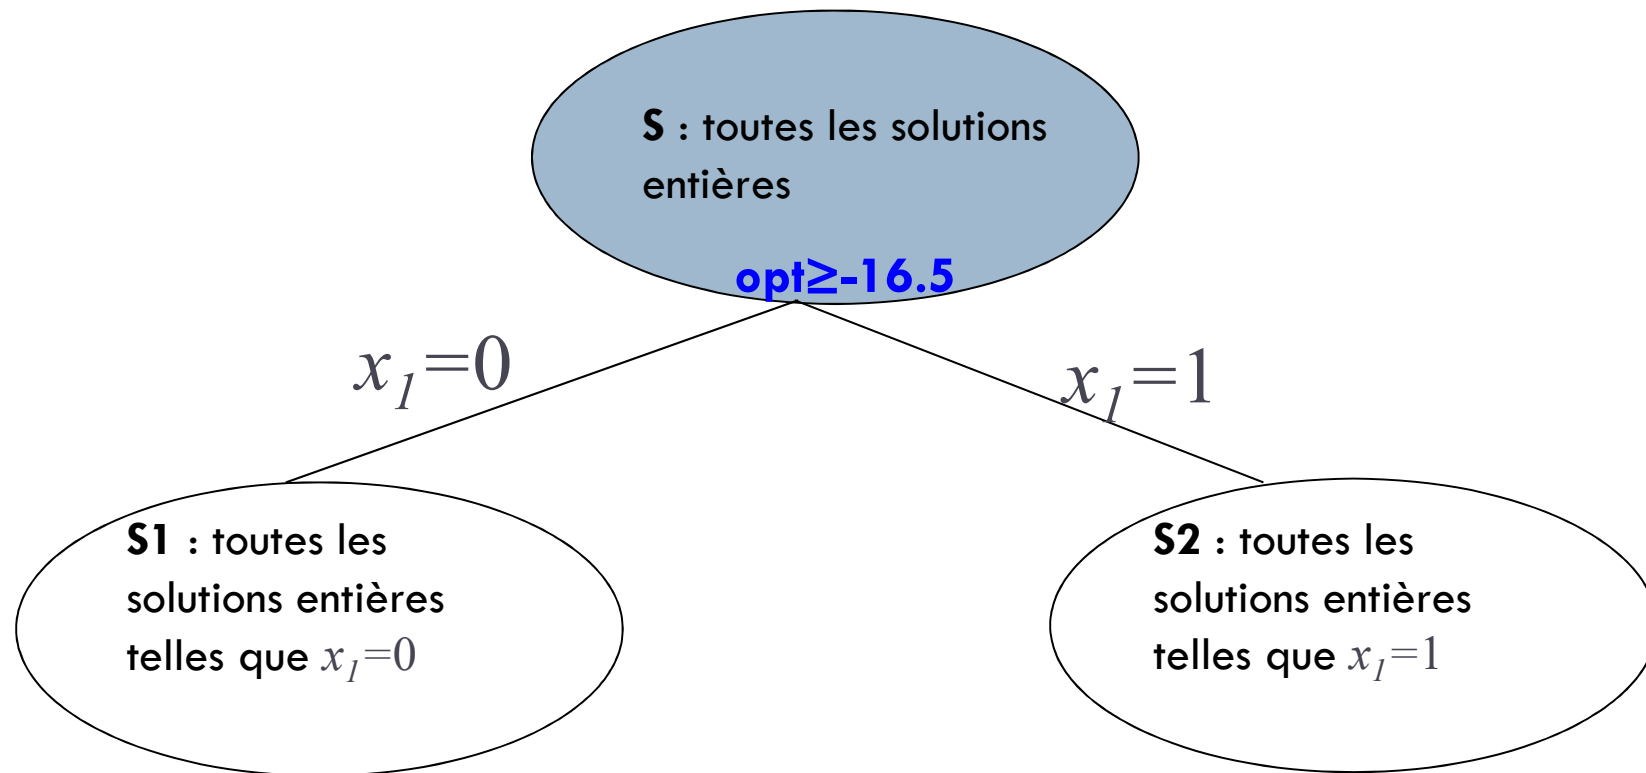 S : toutes les solutions
entières
opt≥-16.5
x₁=0
x₁=1
S1 : toutes les
solutions entières
telles que x₁=0
S2 : toutes les
solutions entières
telles que x₁=1